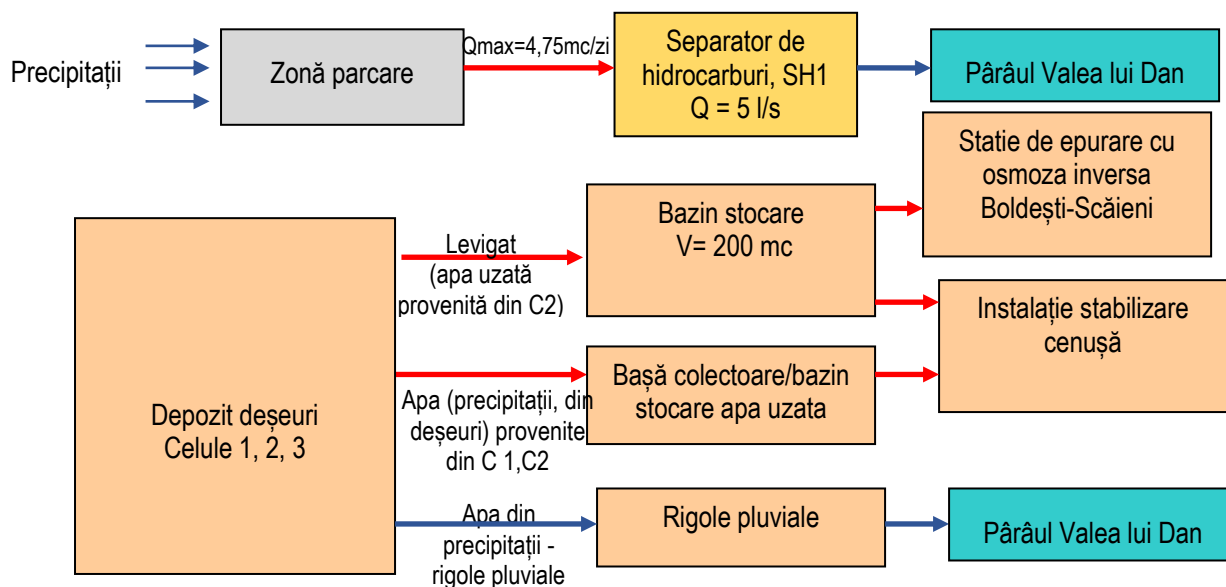 Precipitații
Zonă parcare
Qmax=4,75mc/zi
Separator de
hidrocarburi, SH1
Q = 5 l/s
Pârâul Valea lui Dan
Depozit deșeuri
Celule 1, 2, 3
Levigat
(apa uzată
provenită din C2)
Bazin stocare
V= 200 mc
Statie de epurare cu
osmoza inversa
Boldești-Scăieni
Instalație stabilizare
cenușă
Apa (precipitații, din
deșeuri) provenite
din C 1,C2
Bașă colectoare/bazin
stocare apa uzata
Apa din
precipitații -
rigole pluviale
Rigole pluviale
Pârâul Valea lui Dan